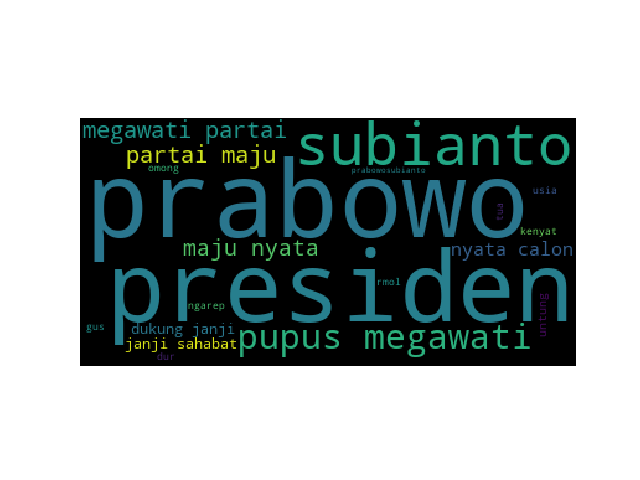 megawati partai
subianto
partai maju
omong
prabowosubianto
prabowo
usia
tua
kenyat
maju nyata
nyata calon
presiden
rmol
ngarep
untung
gus
dukung janji
pupus megawati
janji sahabat
dur